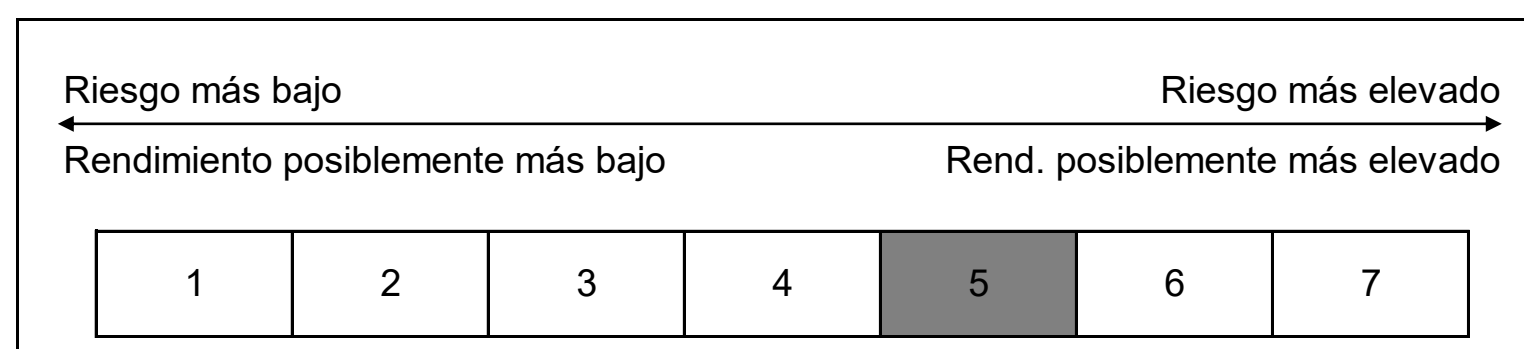 Riesgo más bajo Riesgo más elevado
Rendimiento posiblemente más bajo Rend. posiblemente más elevado
1 2 3 4 5 6 7